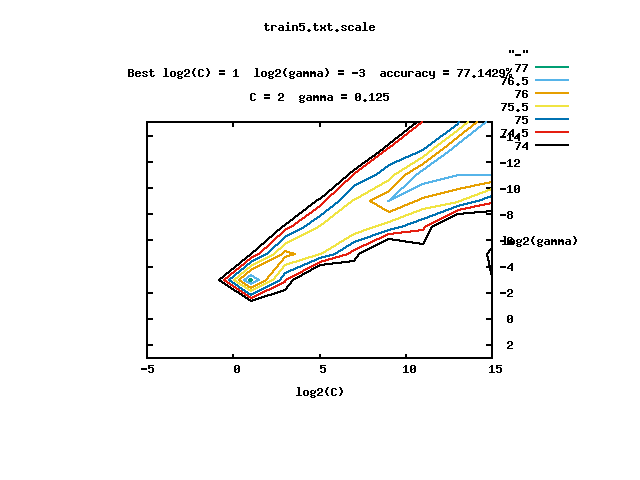 train5.txt.scale
"-"
Best log2(C) = 1 log2(gamma) = -3 accuracy = 77.1429%
77
76.5
C = 2 gamma = 0.125
76
75.5
75
74.5
74
-14
-12
-10
-8
-6
log2(gamma)
-4
-2
0
2
-5 0 5 10 15
log2(C)